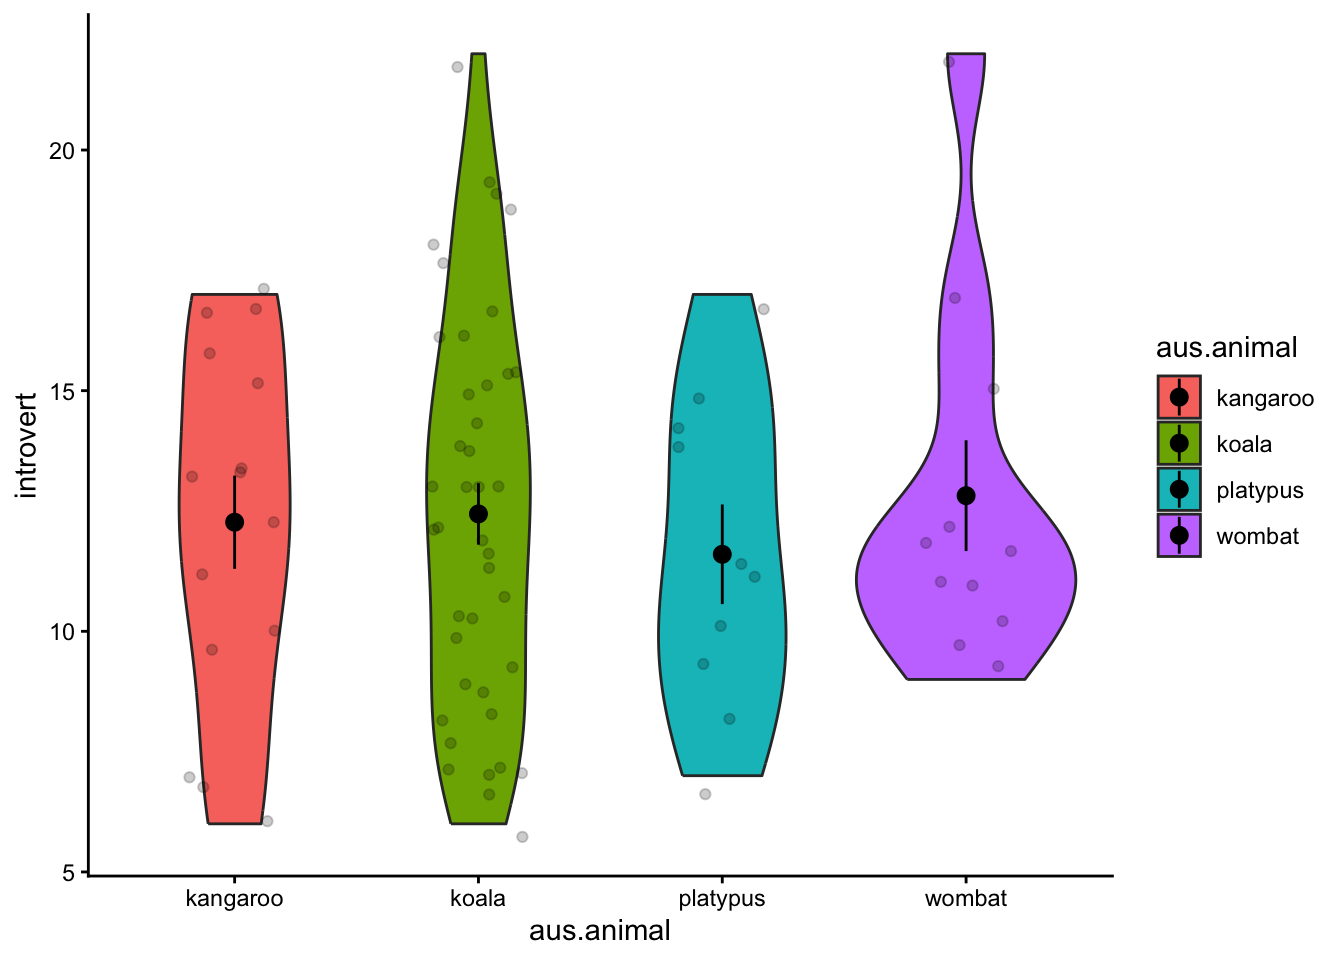 20
15
10
5
introvert
kangaroo koala platypus wombat
aus.animal
aus.animal
kangaroo
koala
platypus
wombat